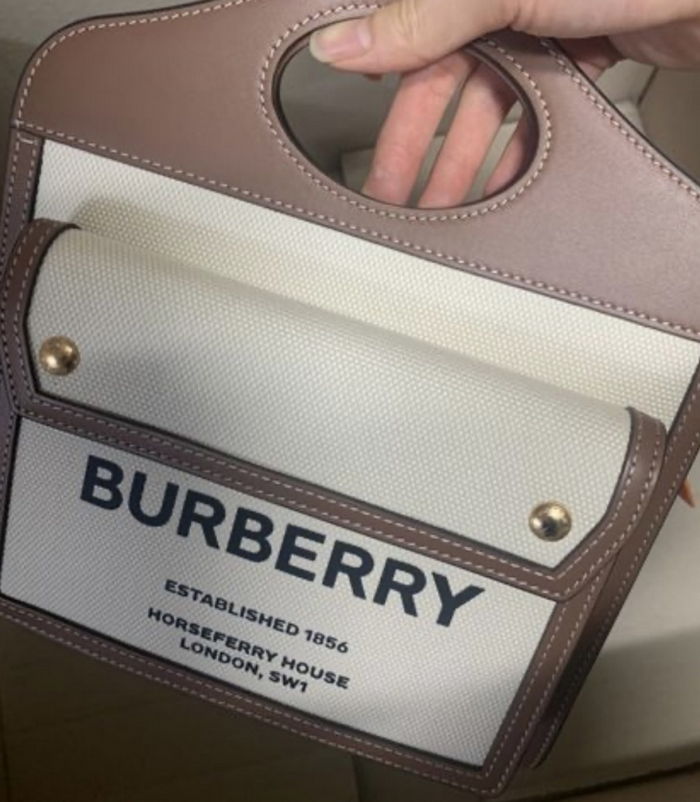 BURBERRY
ESTABLISHED 1856
HORSEFERRY HOUSE
LONDON, SW1